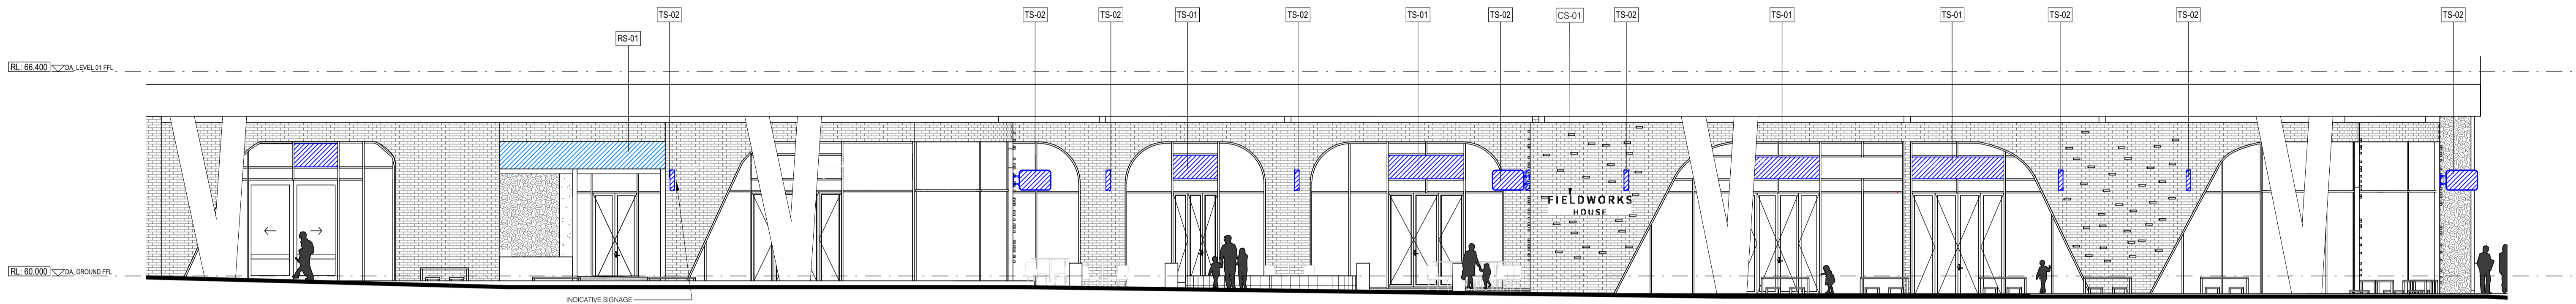 TS-02
TS-02
TS-02
TS-01
TS-02
TS-01
TS-02
CS-01
TS-02
TS-01
TS-01
TS-02
TS-02
TS-02
RS-01
RL: 66.400 DA_LEVEL 01 FFL
FIELDWORKS
HOUSE
RL: 60.000 DA_GROUND FFL
INDICATIVE SIGNAGE